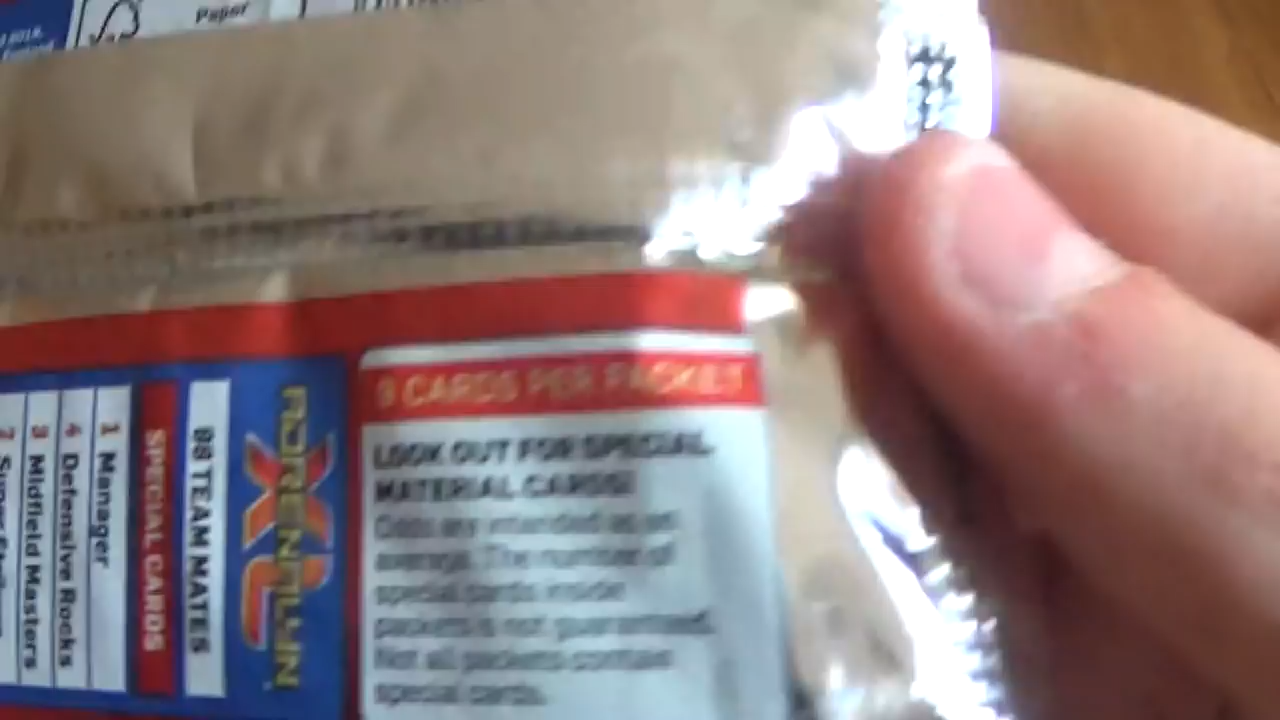 Paper
9 CARDS PER PACKET
LOOK OUT FOR SPECIAL
MATERIAL CARDS!
Odds are intended as an
average. The number of
special cards inside
packets is not guaranteed.
Not all packets contain
special cards.
ADRENALYN
XL
88 TEAM MATES
SPECIAL CARDS
1 Manager
4 Defensive Rocks
3 Midfield Masters